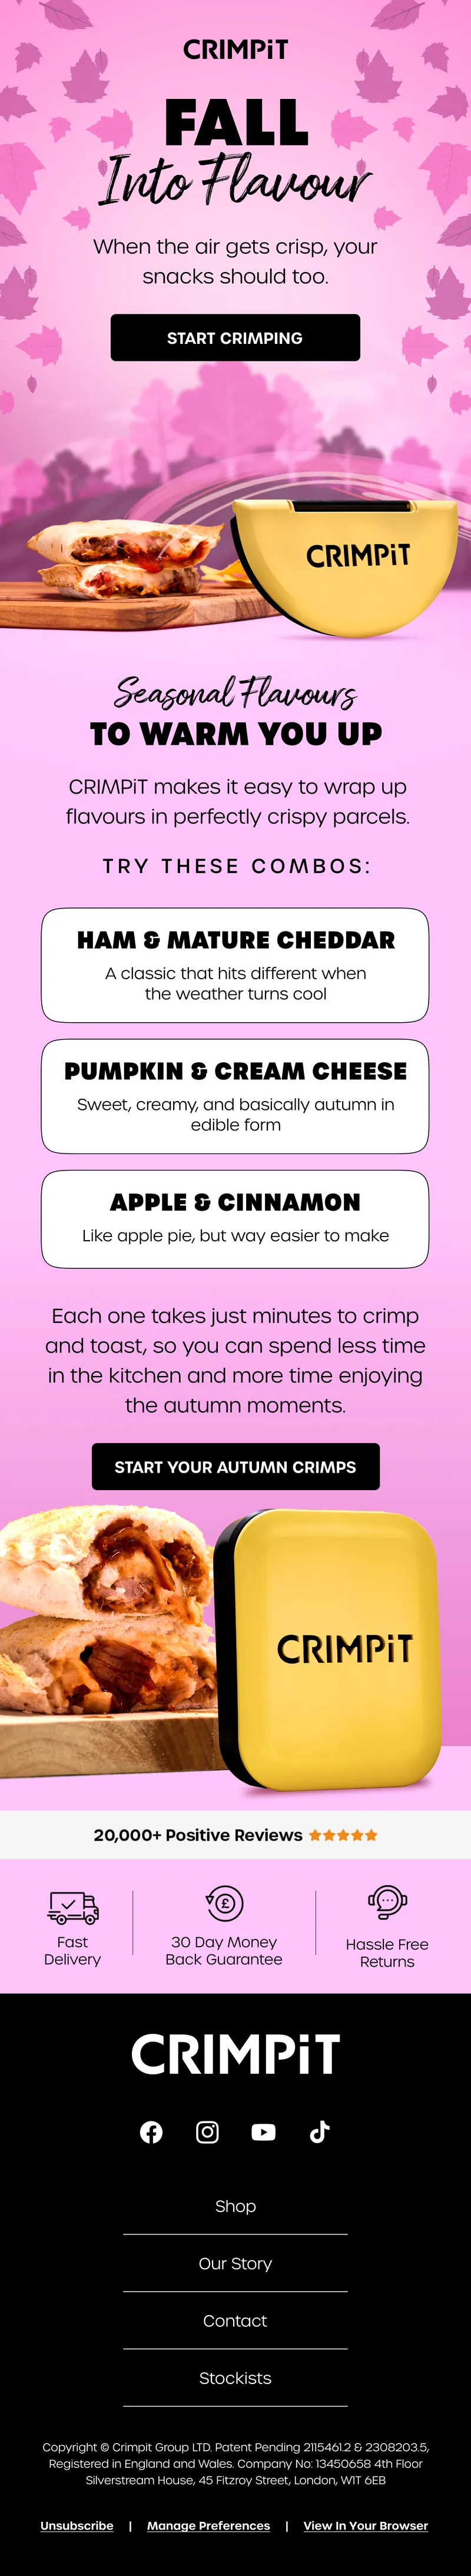 CRIMPiT
FALL
Into Flavour
When the air gets crisp, your
snacks should too.
START CRIMPING
CRIMPiT
Seasonal Flavours
TO WARM YOU UP
CRIMPiT makes it easy to wrap up
flavours in perfectly crispy parcels.
TRY THESE COMBOS:
HAM & MATURE CHEDDAR
A classic that hits different when
the weather turns cool
PUMPKIN & CREAM CHEESE
Sweet, creamy, and basically autumn in
edible form
APPLE & CINNAMON
Like apple pie, but way easier to make
Each one takes just minutes to crimp
and toast, so you can spend less time
in the kitchen and more time enjoying
the autumn moments.
START YOUR AUTUMN CRIMPS
CRIMPiT
20,000+ Positive Reviews
Fast
Delivery
£
30 Day Money
Back Guarantee
Hassle Free
Returns
CRIMPiT
Shop
Our Story
Contact
Stockists
Copyright © Crimpit Group LTD. Patent Pending 2115461.2 & 2308203.5,
Registered in England and Wales. Company No: 13450658 4th Floor
Silverstream House, 45 Fitzroy Street, London, W1T 6EB
Unsubscribe | Manage Preferences | View In Your Browser